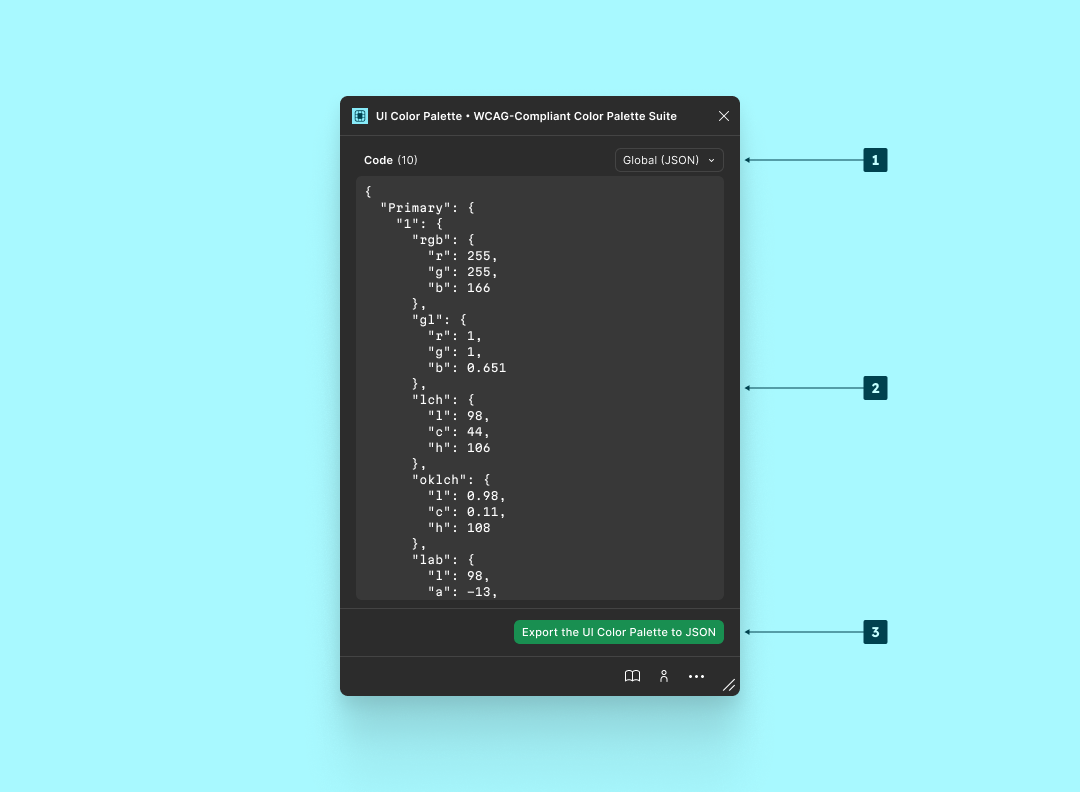 UI Color Palette • WCAG-Compliant Color Palette Suite
Code (10)
Global (JSON)
1
{
  "Primary": {
    "1": {
      "rgb": {
        "r": 255,
        "g": 255,
        "b": 166
      },
      "gl": {
        "r": 1,
        "g": 1,
        "b": 0.651
      },
      "lch": {
        "l": 98,
        "c": 44,
        "h": 106
      },
      "oklch": {
        "l": 0.98,
        "c": 0.11,
        "h": 108
      },
      "lab": {
        "l": 98,
        "a": -13,
2
Export the UI Color Palette to JSON
3